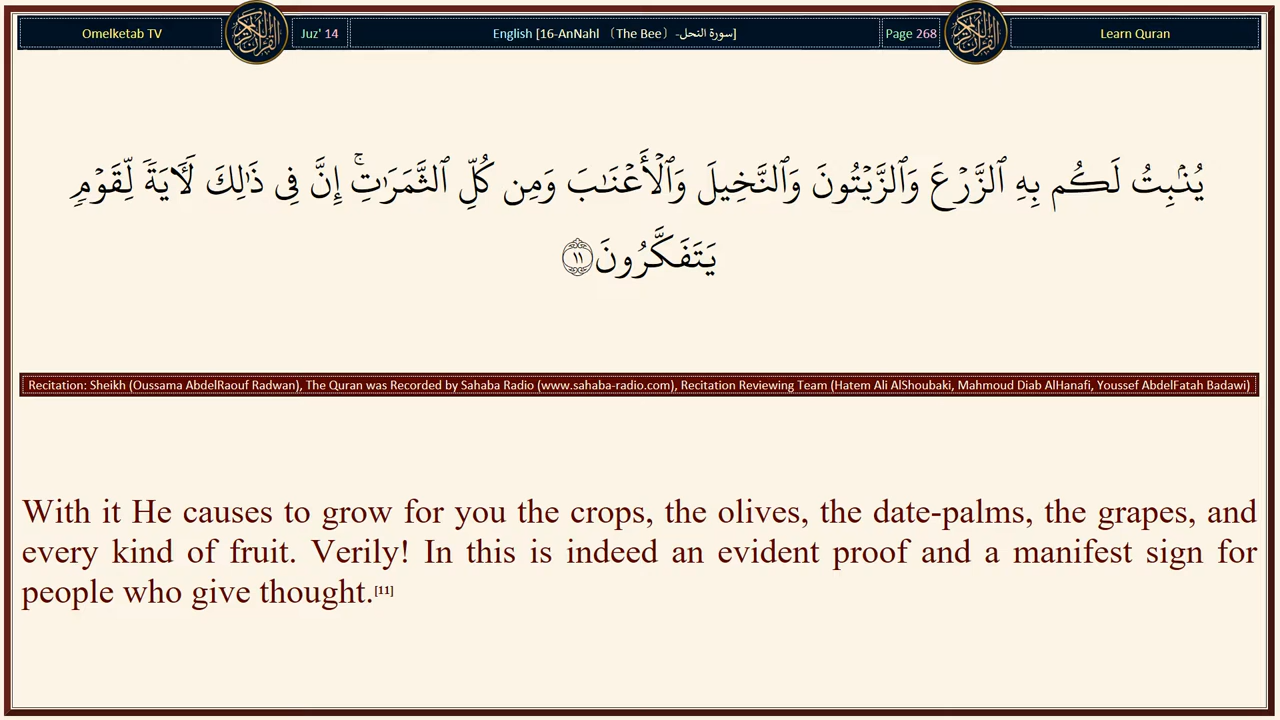 Omelketab TV
Juz' 14
English [16-AnNahl （The Bee） -سورة النحل]
Page 268
Learn Quran
يُنۢبِتُ لَكُم بِهِ ٱلزَّرۡعَ وَٱلزَّيۡتُونَ وَٱلنَّخِيلَ وَٱلۡأَعۡنَٰبَ وَمِن كُلِّ ٱلثَّمَرَٰتِۚ إِنَّ فِي ذَٰلِكَ لَأٓيَةٗ لِّقَوۡمٖ
يَتَفَكَّرُونَ ١١
Recitation: Sheikh (Oussama AbdelRaouf Radwan), The Quran was Recorded by Sahaba Radio (www.sahaba-radio.com), Recitation Reviewing Team (Hatem Ali AlShoubaki, Mahmoud Diab AlHanafi, Youssef AbdelFatah Badawi)
With it He causes to grow for you the crops, the olives, the date-palms, the grapes, and
every kind of fruit. Verily! In this is indeed an evident proof and a manifest sign for
people who give thought.[11]